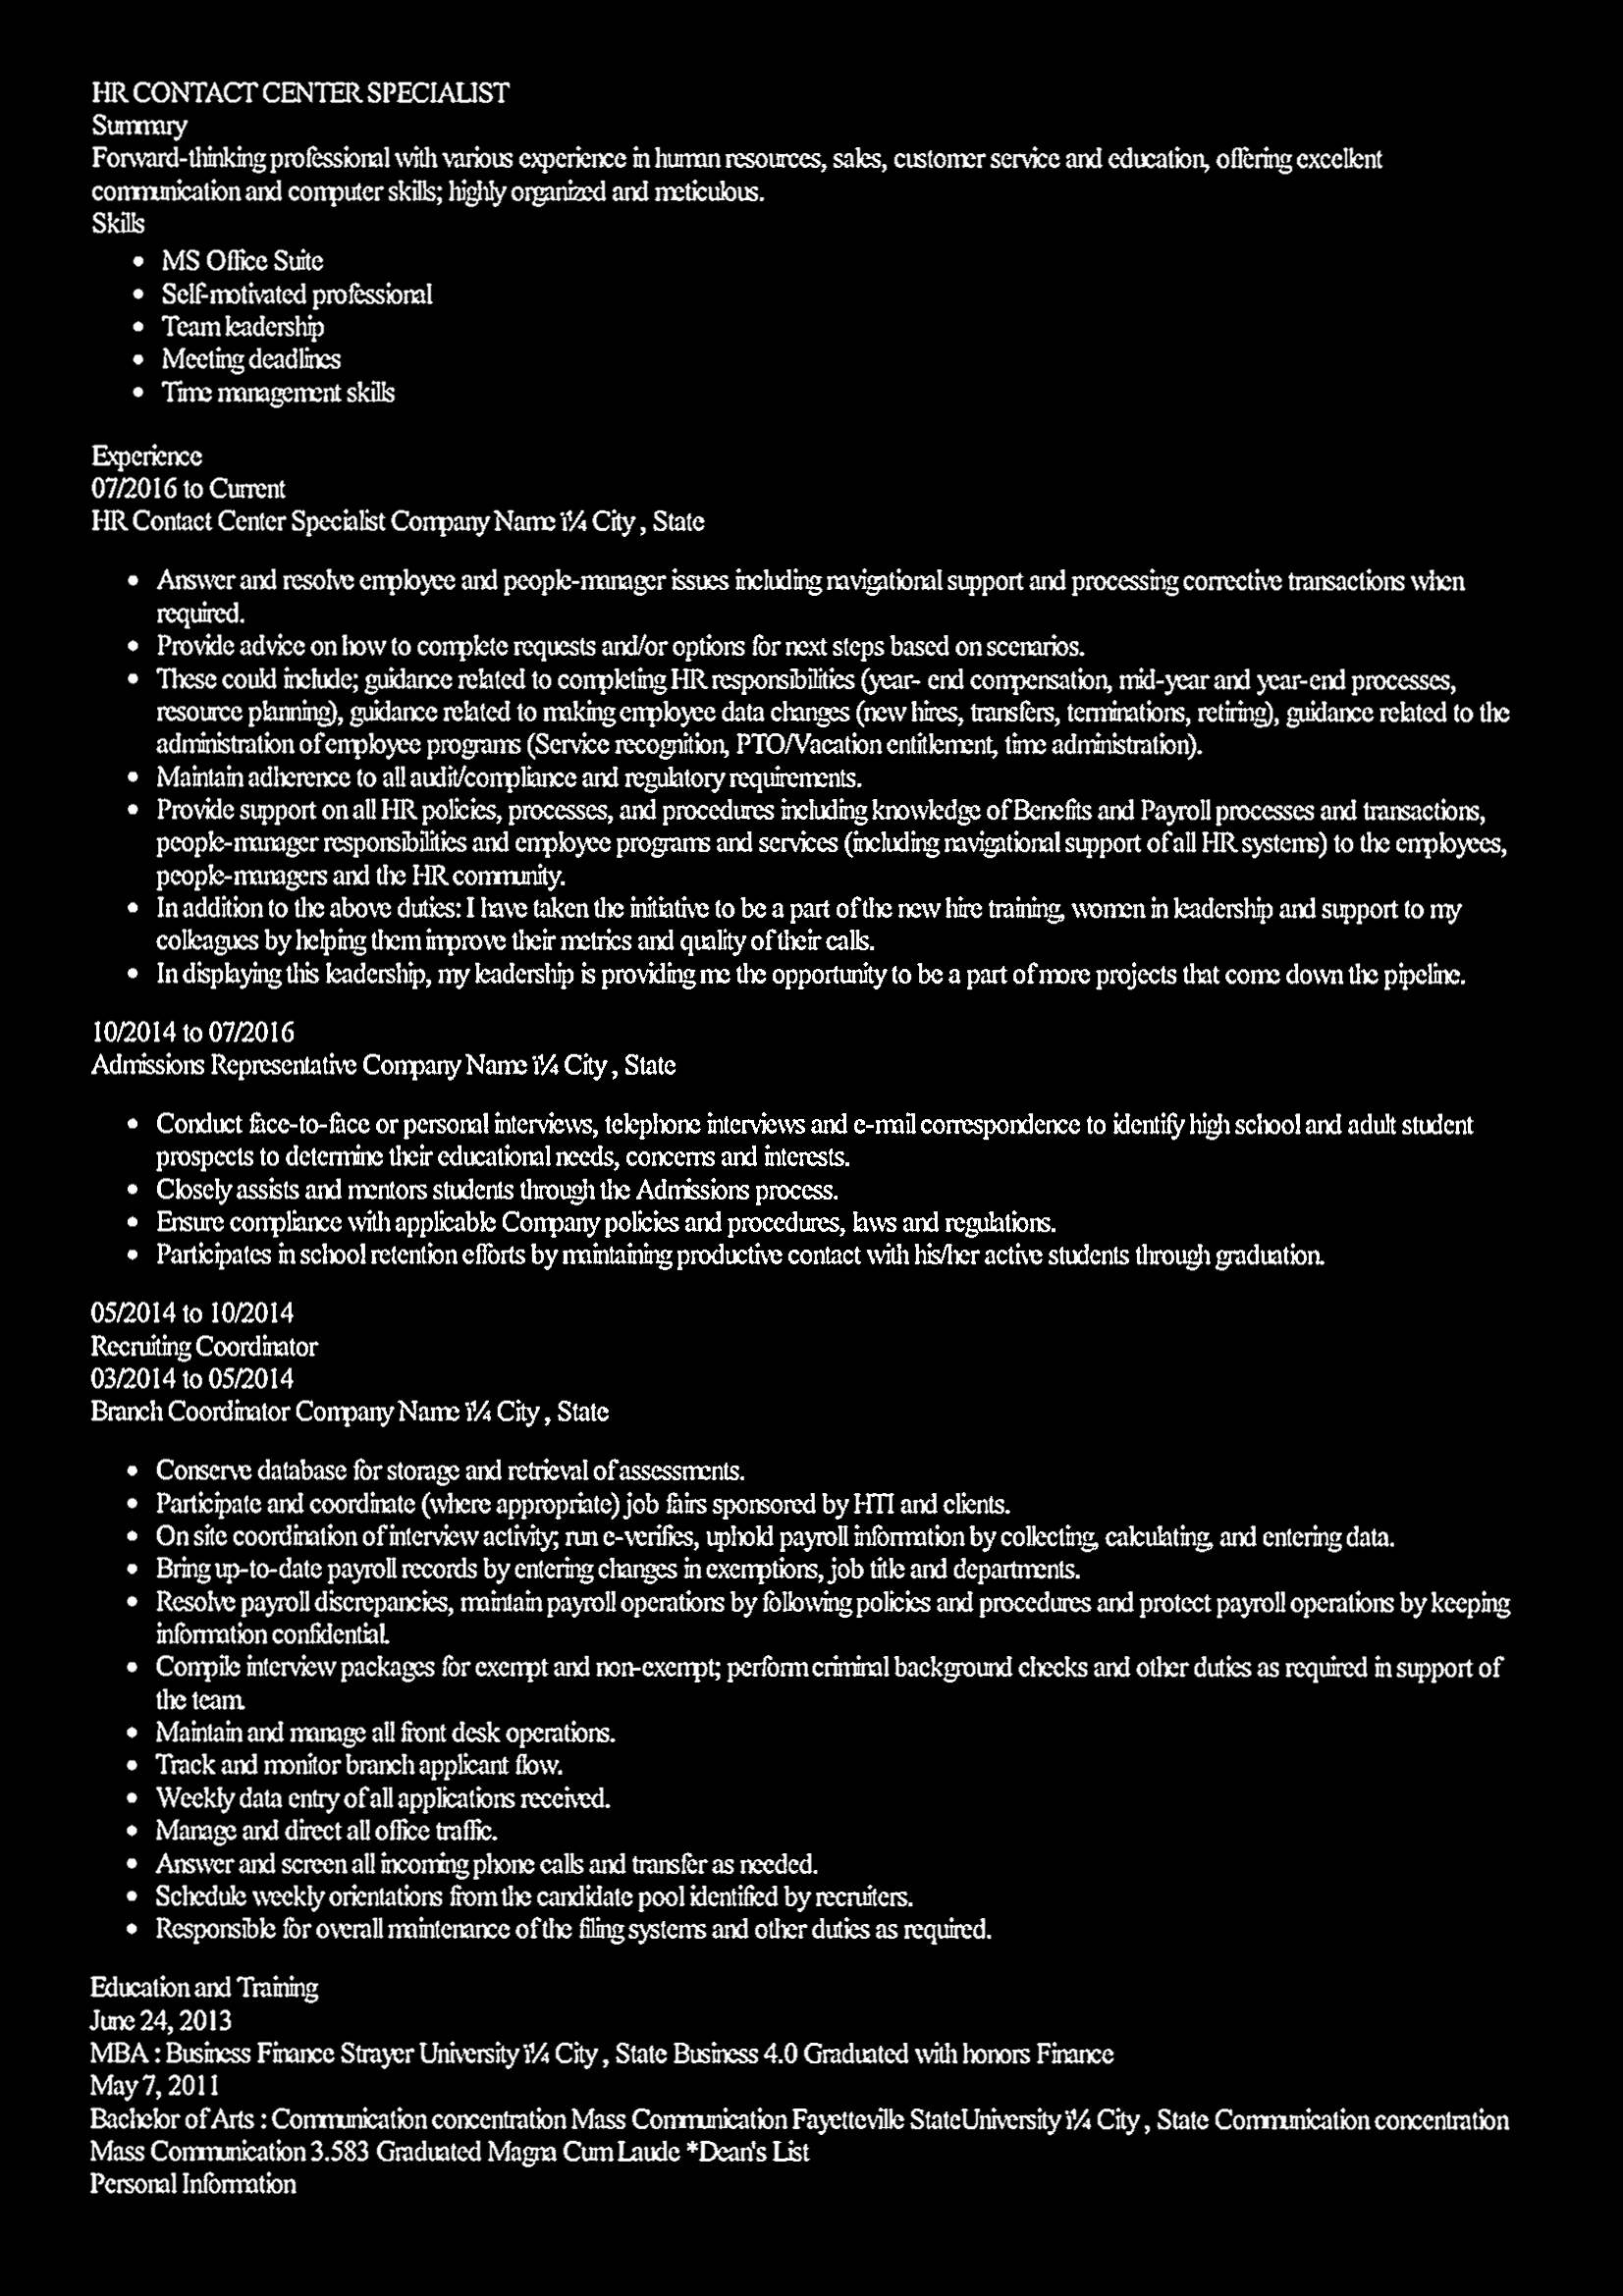 HR CONTACT CENTER SPECIALIST
Summary
Forward-thinking professional with various experience in human resources, sales, customer service and education, offering excellent
communication and computer skills; highly organized and meticulous.
Skills
• MS Office Suite
• Self-motivated professional
• Team leadership
• Meeting deadlines
• Time management skills
Experience
07/2016 to Current
HR Contact Center Specialist Company Name ï¼ City , State
• Answer and resolve employee and people-manager issues including navigational support and processing corrective transactions when
required.
• Provide advice on how to complete requests and/or options for next steps based on scenarios.
• These could include; guidance related to completing HR responsibilities (year- end compensation, mid-year and year-end processes,
resource planning), guidance related to making employee data changes (new hires, transfers, terminations, retiring), guidance related to the
administration of employee programs (Service recognition, PTO/Vacation entitlement, time administration).
• Maintain adherence to all audit/compliance and regulatory requirements.
• Provide support on all HR policies, processes, and procedures including knowledge of Benefits and Payroll processes and transactions,
people-manager responsibilities and employee programs and services (including navigational support of all HR systems) to the employees,
people-managers and the HR community.
• In addition to the above duties: I have taken the initiative to be a part of the new hire training, women in leadership and support to my
colleagues by helping them improve their metrics and quality of their calls.
• In displaying this leadership, my leadership is providing me the opportunity to be a part of more projects that come down the pipeline.
10/2014 to 07/2016
Admissions Representative Company Name ï¼ City , State
• Conduct face-to-face or personal interviews, telephone interviews and e-mail correspondence to identify high school and adult student
prospects to determine their educational needs, concerns and interests.
• Closely assists and mentors students through the Admissions process.
• Ensure compliance with applicable Company policies and procedures, laws and regulations.
• Participates in school retention efforts by maintaining productive contact with his/her active students through graduation.
05/2014 to 10/2014
Recruiting Coordinator
03/2014 to 05/2014
Branch Coordinator Company Name ï¼ City , State
• Conserve database for storage and retrieval of assessments.
• Participate and coordinate (where appropriate) job fairs sponsored by HTI and clients.
• On site coordination of interview activity; run e-verifies, uphold payroll information by collecting, calculating, and entering data.
• Bring up-to-date payroll records by entering changes in exemptions, job title and departments.
• Resolve payroll discrepancies, maintain payroll operations by following policies and procedures and protect payroll operations by keeping
information confidential.
• Compile interview packages for exempt and non-exempt; perform criminal background checks and other duties as required in support of
the team.
• Maintain and manage all front desk operations.
• Track and monitor branch applicant flow.
• Weekly data entry of all applications received.
• Manage and direct all office traffic.
• Answer and screen all incoming phone calls and transfer as needed.
• Schedule weekly orientations from the candidate pool identified by recruiters.
• Responsible for overall maintenance of the filing systems and other duties as required.
Education and Training
June 24, 2013
MBA : Business Finance Strayer University ï¼ City , State Business 4.0 Graduated with honors Finance
May 7, 2011
Bachelor of Arts : Communication concentration Mass Communication Fayetteville StateUniversity ï¼ City , State Communication concentration
Mass Communication 3.583 Graduated Magna Cum Laude *Dean's List
Personal Information